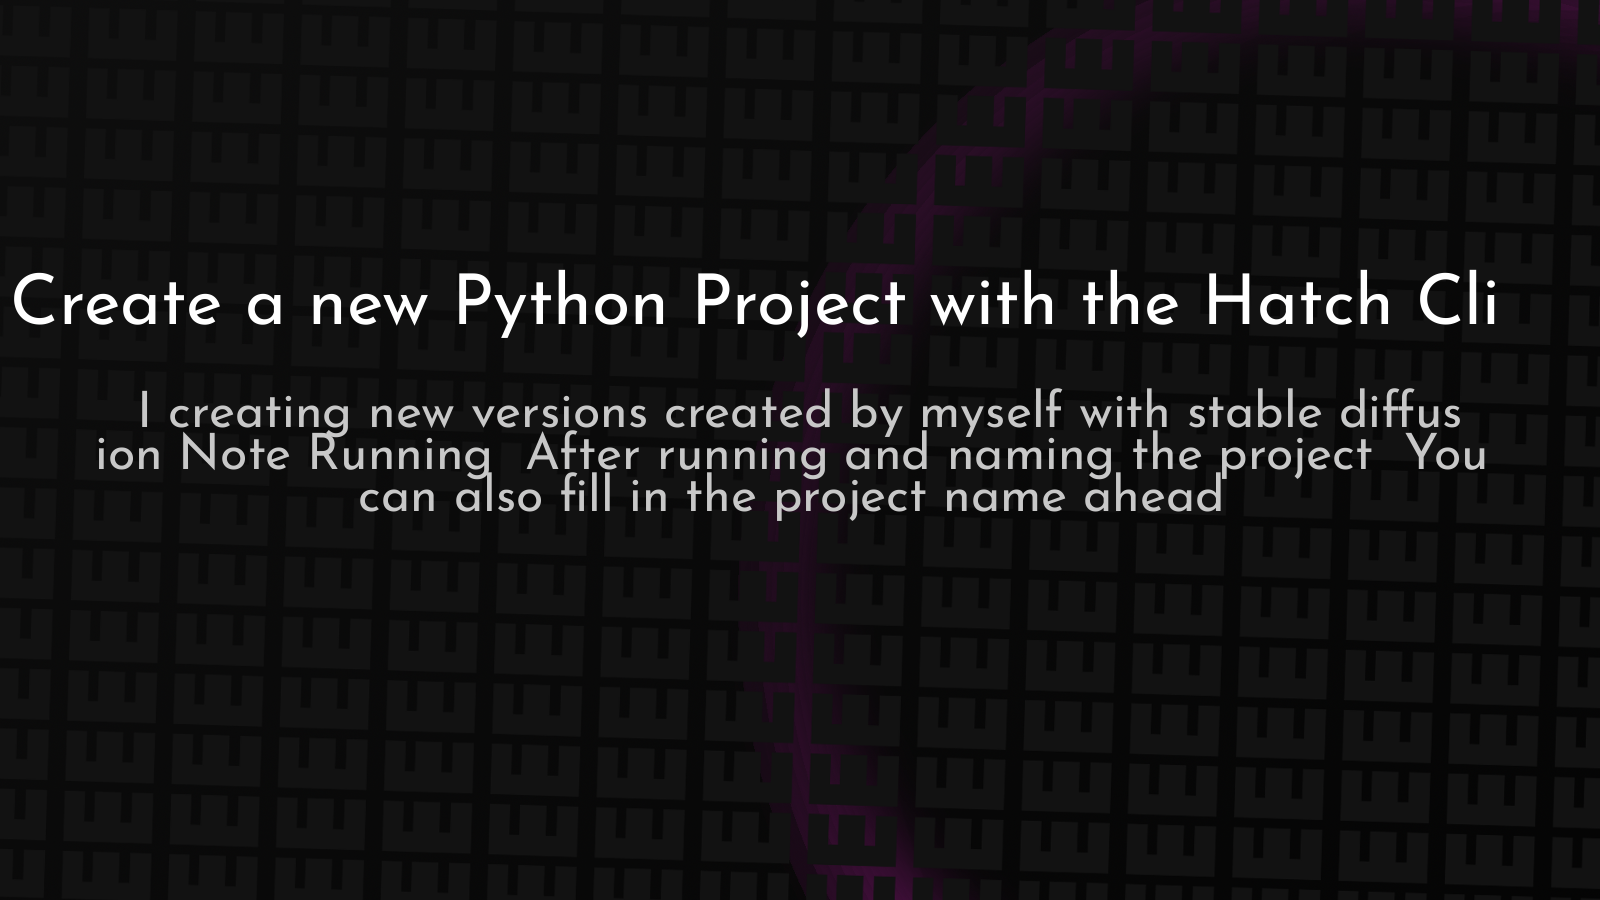 Create a new Python Project with the Hatch Cli
I creating new versions created by myself with stable diffus
ion Note Running  After running and naming the project  You
can also fill in the project name ahead